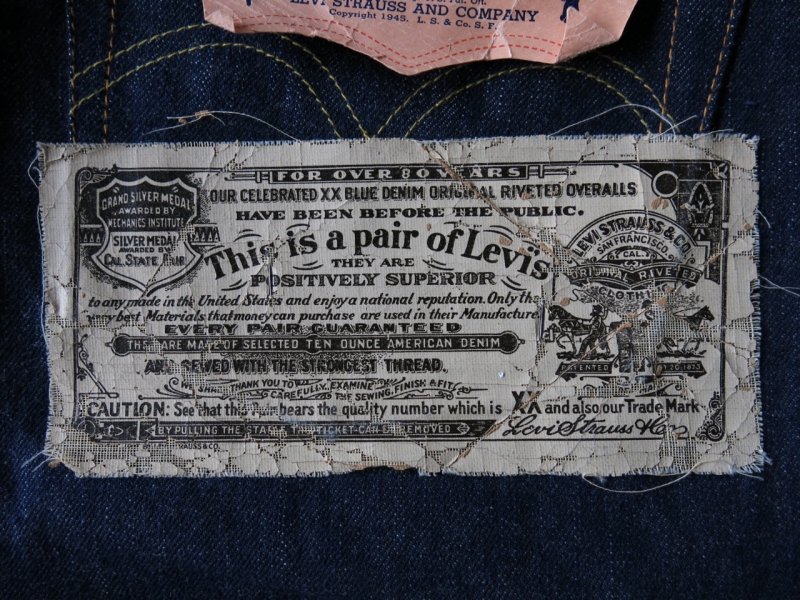 LEVI STRAUSS AND COMPANY
Copyright 1945. L. S. & Co. S. F.
FOR OVER 80 YEARS
OUR CELEBRATED XX BLUE DENIM ORIGINAL RIVETED OVERALLS
HAVE BEEN BEFORE THE PUBLIC.
This is a pair of Levi's
THEY ARE
POSITIVELY SUPERIOR
to any made in the United States and enjoy a national reputation. Only the
very best Materials that money can purchase are used in their Manufacture
EVERY PAIR GUARANTEED
THS ARE MADE OF SELECTED TEN OUNCE AMERICAN DENIM
AND SEWED WITH THE STRONGEST THREAD.
WE SHALL THANK YOU TO
CAREFULLY EXAMINE
THE SEWING, FINISH & FIT
CAUTION: See that this Pair bears the quality number which is XX and also our Trade Mark
BY PULLING THE STARTER THIS TICKET CAN BE REMOVED
Levi Strauss & Co
GRAND SILVER MEDAL
AWARDED BY
MECHANICS INSTITUTE
SILVER MEDAL
AWARDED BY
CAL STATE FAIR
LEVI STRAUSS & CO.
SAN FRANCISCO
CAL.
ORIGINAL RIVETED
CLOTHING
PATENTED
1873